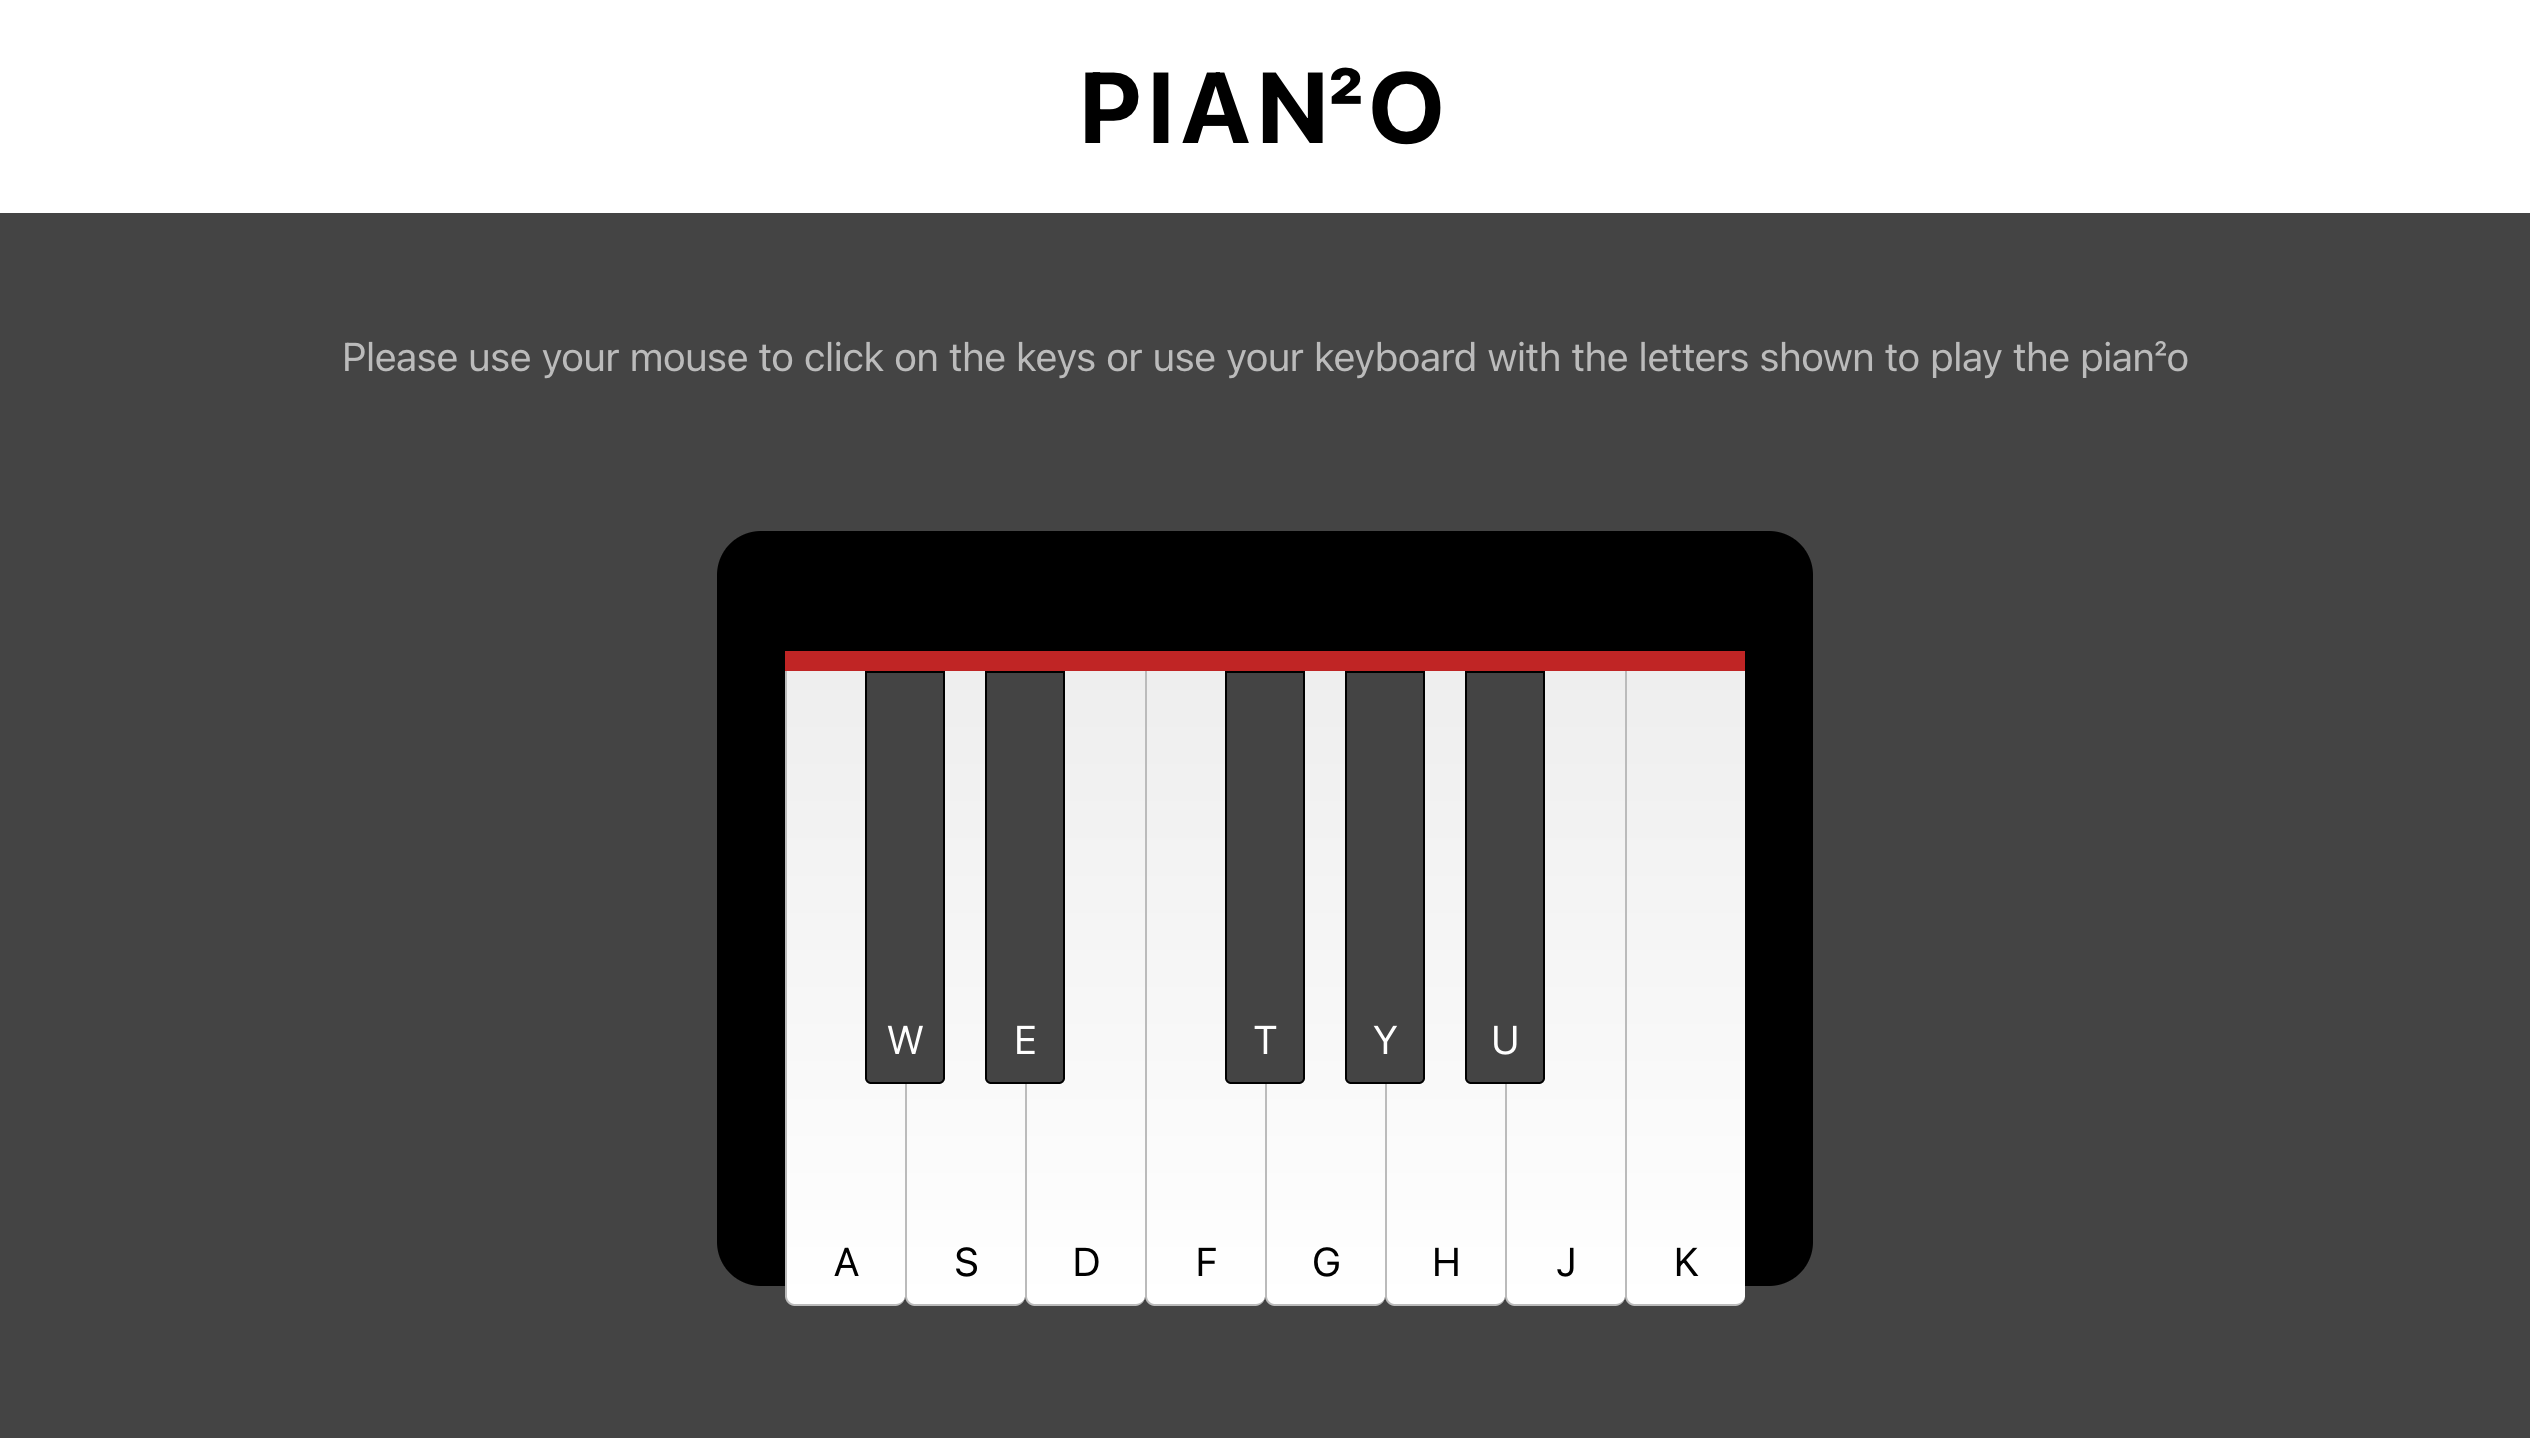 PIAN²O
Please use your mouse to click on the keys or use your keyboard with the letters shown to play the pian²o
W E T Y U
A S D F G H J K